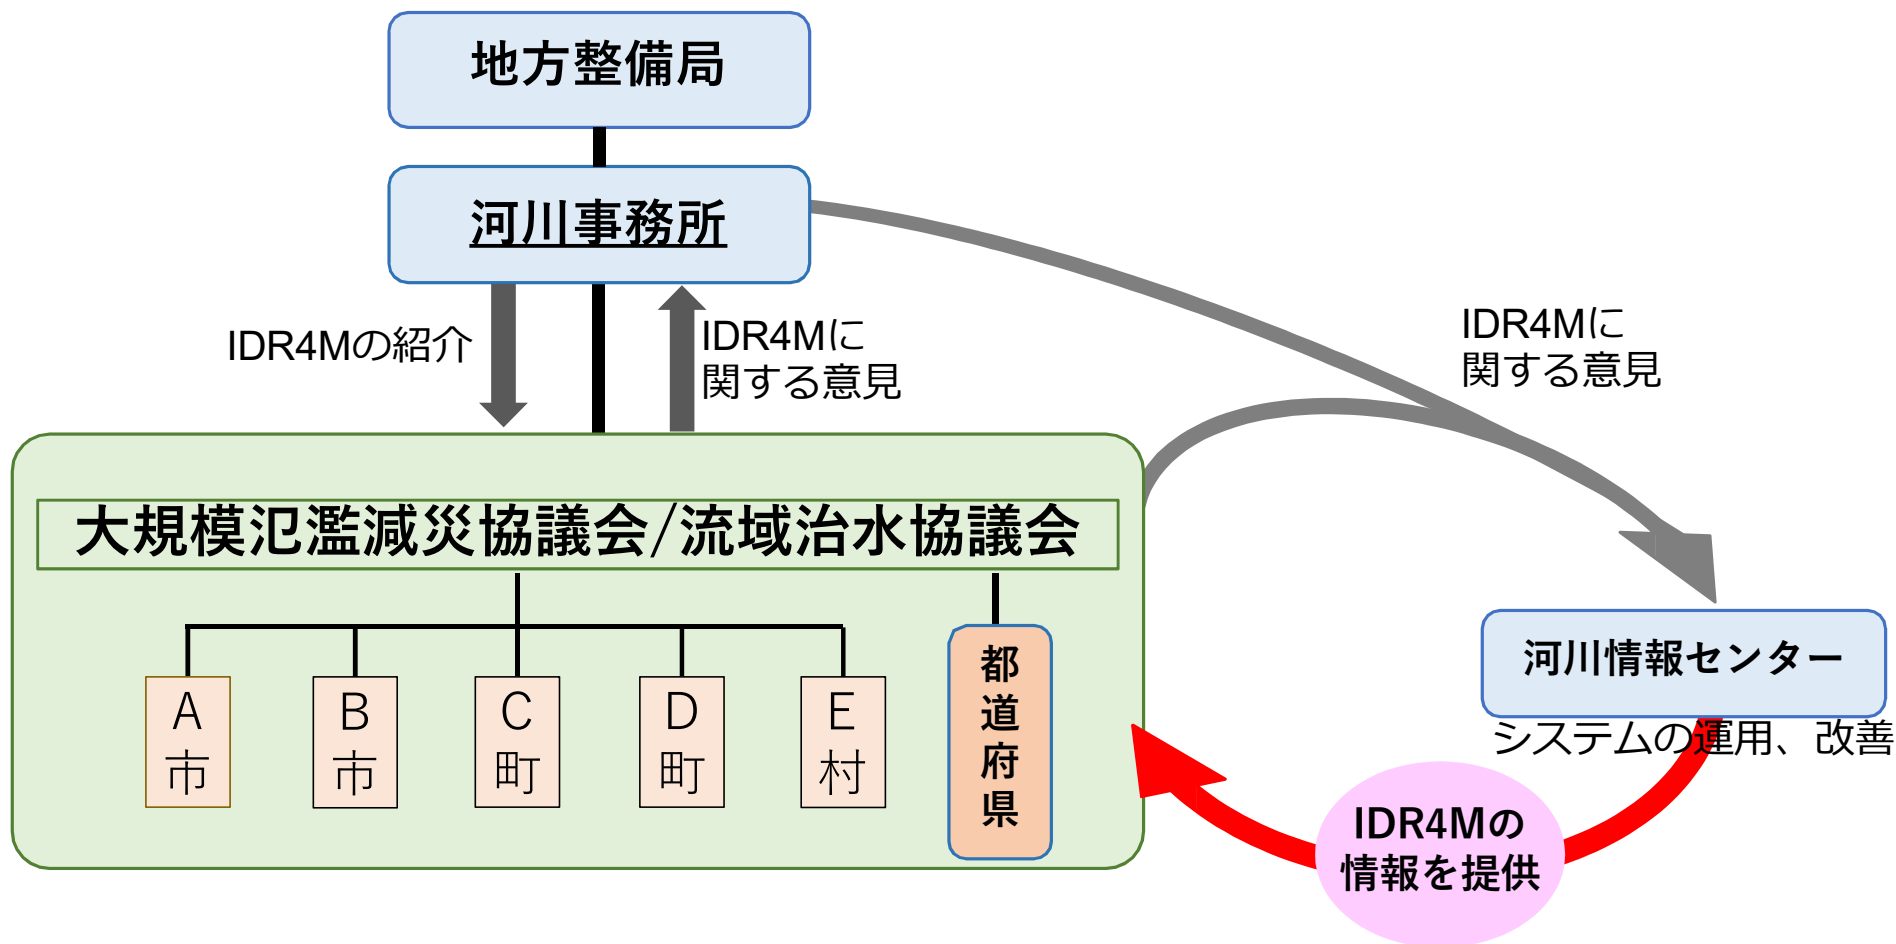 地方整備局
河川事務所
IDR4Mの紹介
IDR4Mに
関する意見
IDR4Mに
関する意見
大規模氾濫減災協議会/流域治水協議会
A
市
B
市
C
町
D
町
E
村
都
道
府
県
河川情報センター
システムの運用、改善
IDR4Mの
情報を提供